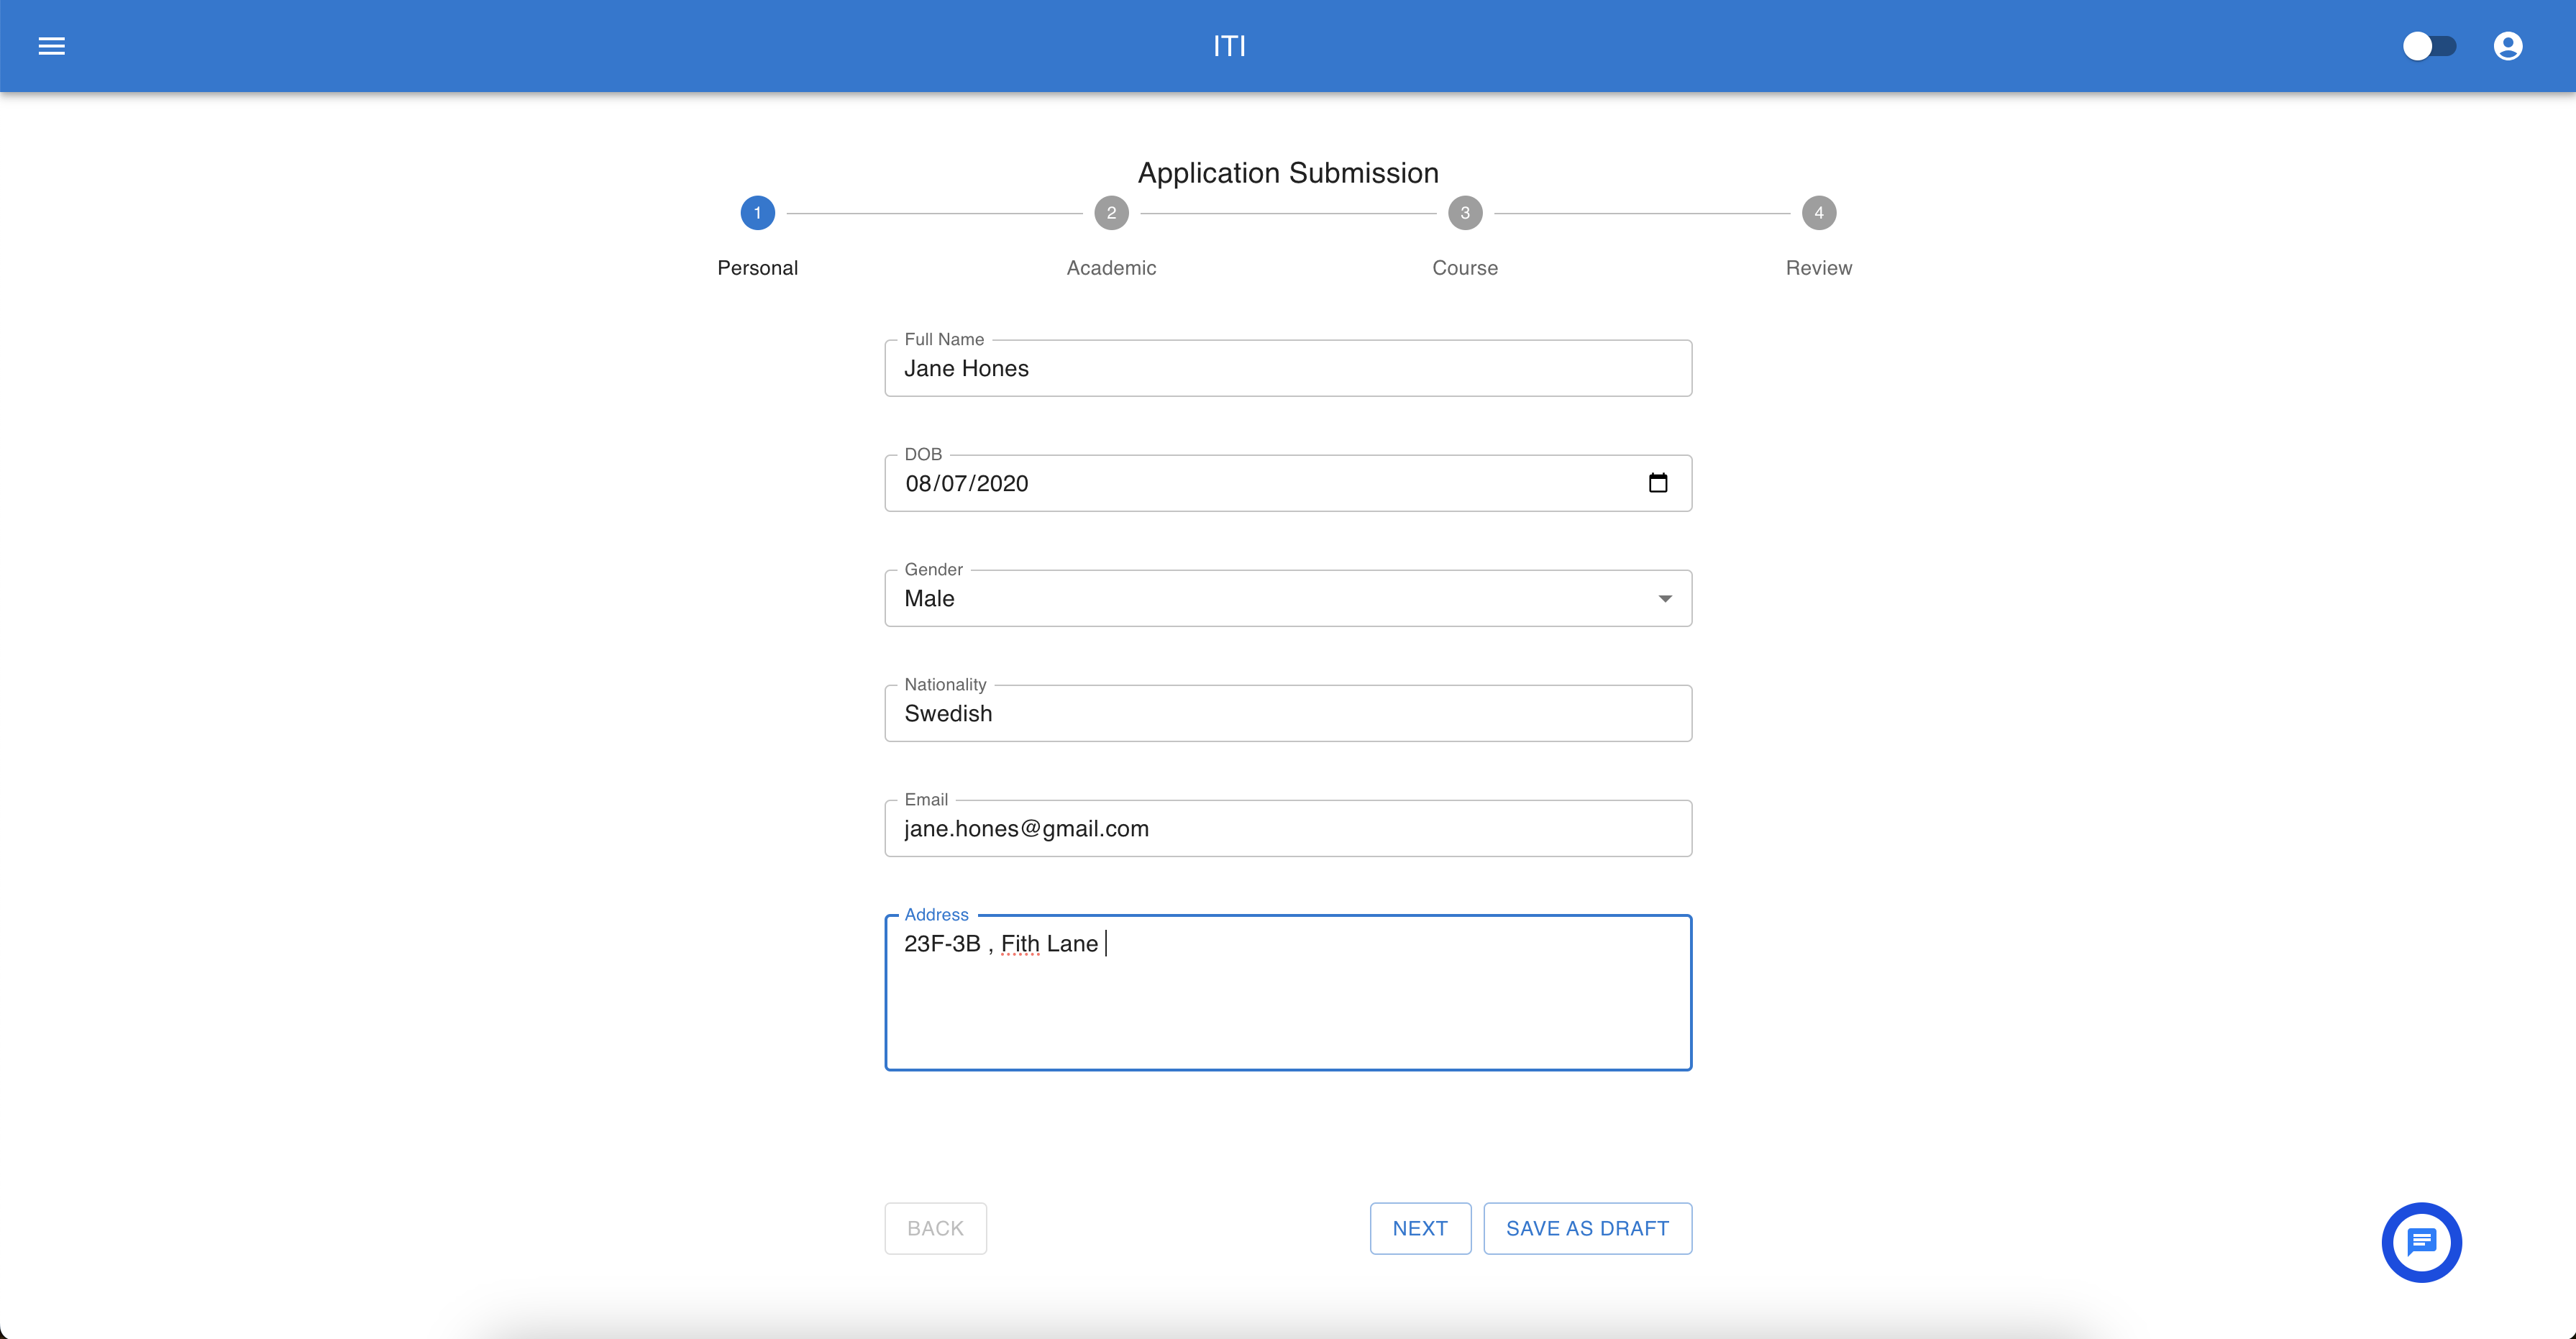 ITI
Application Submission
1 2 3 4
Personal Academic Course Review
Full Name
Jane Hones
DOB
08/07/2020
Gender
Male
Nationality
Swedish
Email
jane.hones@gmail.com
Address
23F-3B , Fith Lane
BACK NEXT SAVE AS DRAFT